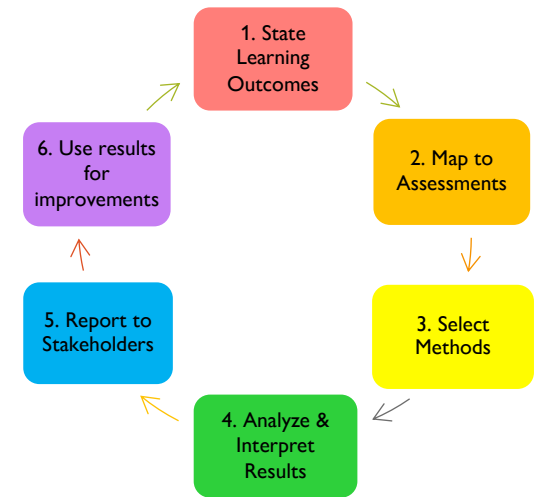 1. State
Learning
Outcomes
2. Map to
Assessments
3. Select
Methods
4. Analyze &
Interpret
Results
5. Report to
Stakeholders
6. Use results
for
improvements